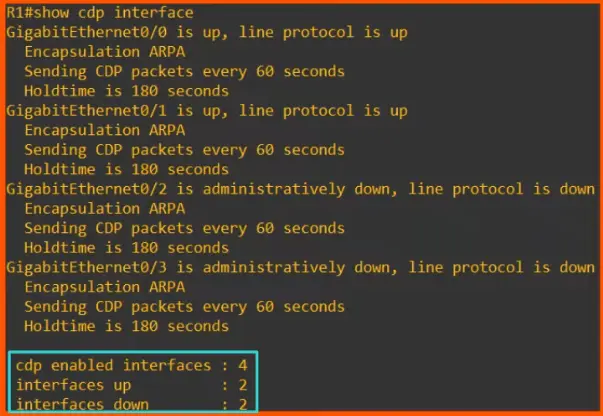 R1#show cdp interface
GigabitEthernet0/0 is up, line protocol is up
  Encapsulation ARPA
  Sending CDP packets every 60 seconds
  Holdtime is 180 seconds
GigabitEthernet0/1 is up, line protocol is up
  Encapsulation ARPA
  Sending CDP packets every 60 seconds
  Holdtime is 180 seconds
GigabitEthernet0/2 is administratively down, line protocol is down
  Encapsulation ARPA
  Sending CDP packets every 60 seconds
  Holdtime is 180 seconds
GigabitEthernet0/3 is administratively down, line protocol is down
  Encapsulation ARPA
  Sending CDP packets every 60 seconds
  Holdtime is 180 seconds
cdp enabled interfaces : 4
interfaces up          : 2
interfaces down        : 2